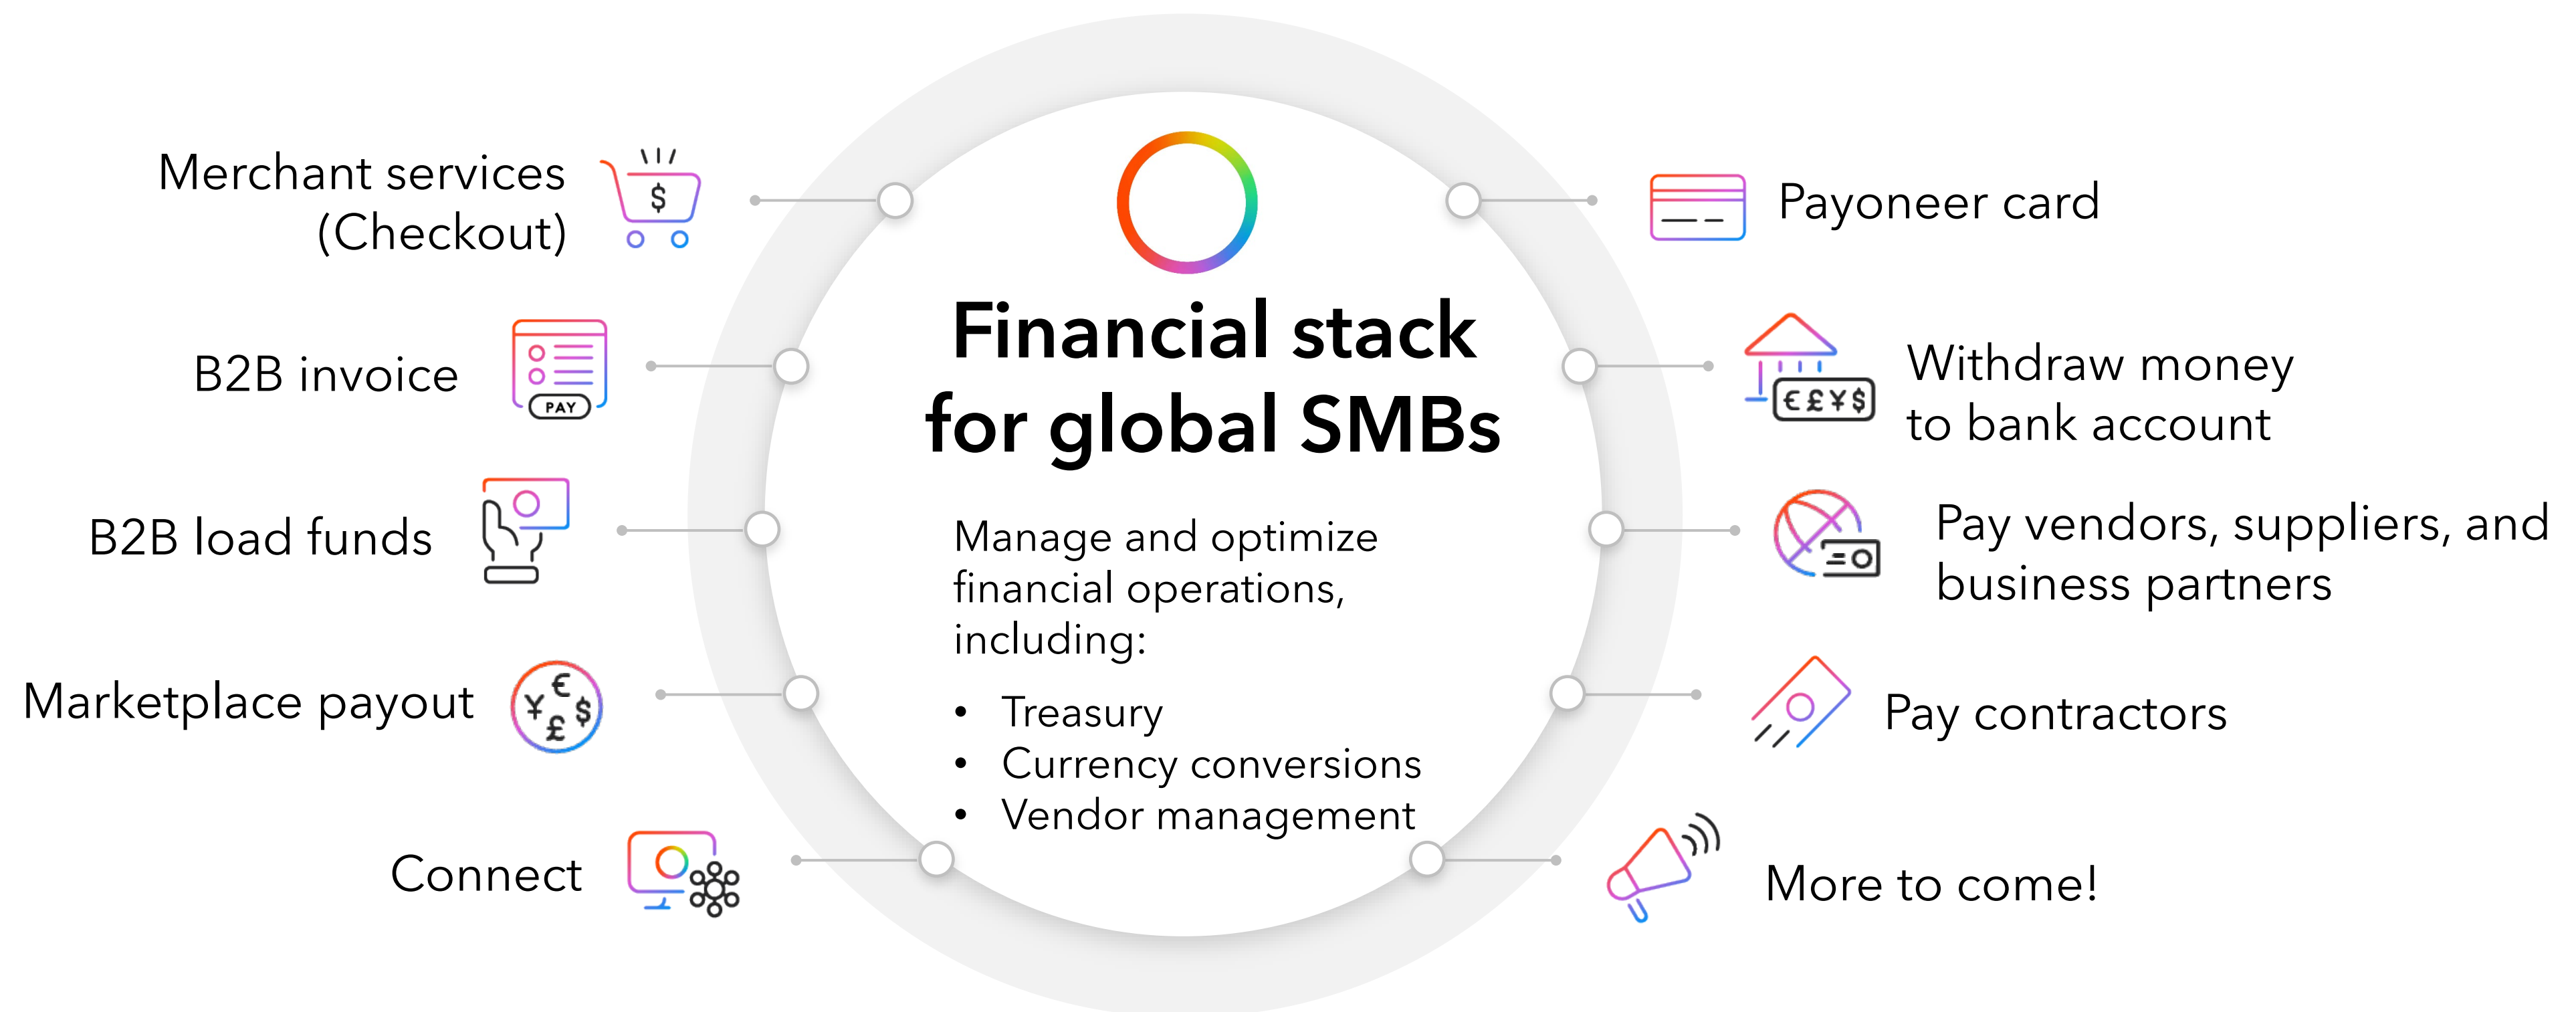 Merchant services
(Checkout)
$
B2B invoice
PAY
B2B load funds
Marketplace payout
€
¥ $
£
Connect
Financial stack
for global SMBs
Manage and optimize
financial operations,
including:
• Treasury
• Currency conversions
• Vendor management
Payoneer card
€£¥$
Withdraw money
to bank account
Pay vendors, suppliers, and
business partners
Pay contractors
More to come!